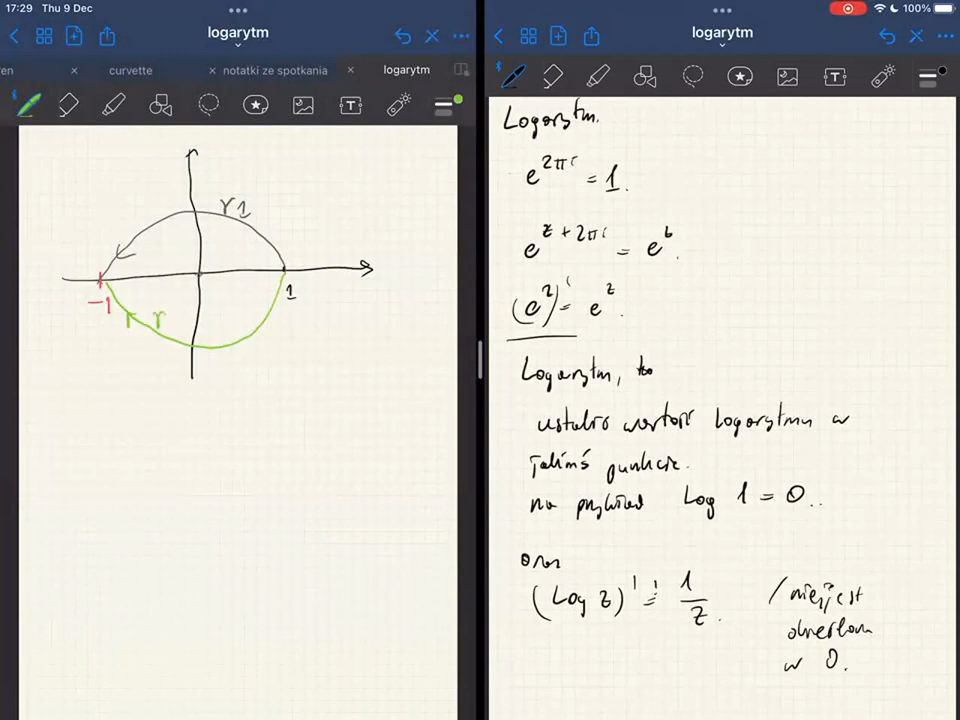 17:29 Thu 9 Dec
100%
logarytm
logarytm
ren
curvette
notatki ze spotkania
logarytm
γ1
-1
1
γ
Logarytm.
e^{2πi} = 1.
e^{z + 2πi} = e^z.
(e^z)' = e^z.
Logarytm, to
ustalić wartość logarytmu w
jakimś punkcie.
na przykład Log 1 = 0..
oraz
(Log z)' = 1/z.
/nie jest
określona
w 0.